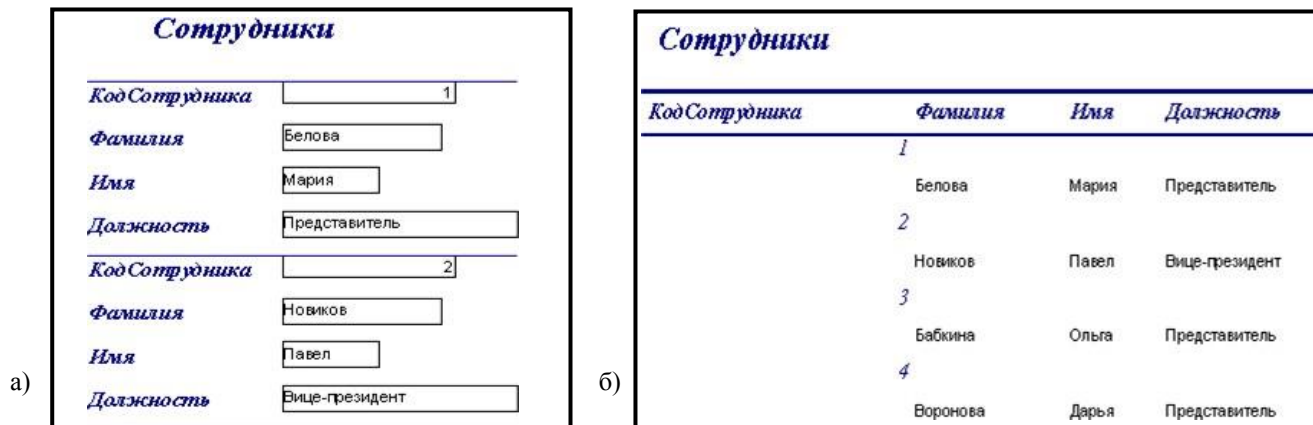 Сотрудники
КодСотрудника 1
Фамилия Белова
Имя Мария
Должность Представитель
КодСотрудника 2
Фамилия Новиков
Имя Павел
Должность Вице-президент
а)
Сотрудники
КодСотрудника Фамилия Имя Должность
1
Белова Мария Представитель
2
Новиков Павел Вице-президент
3
Бабкина Ольга Представитель
4
Воронова Дарья Представитель
б)